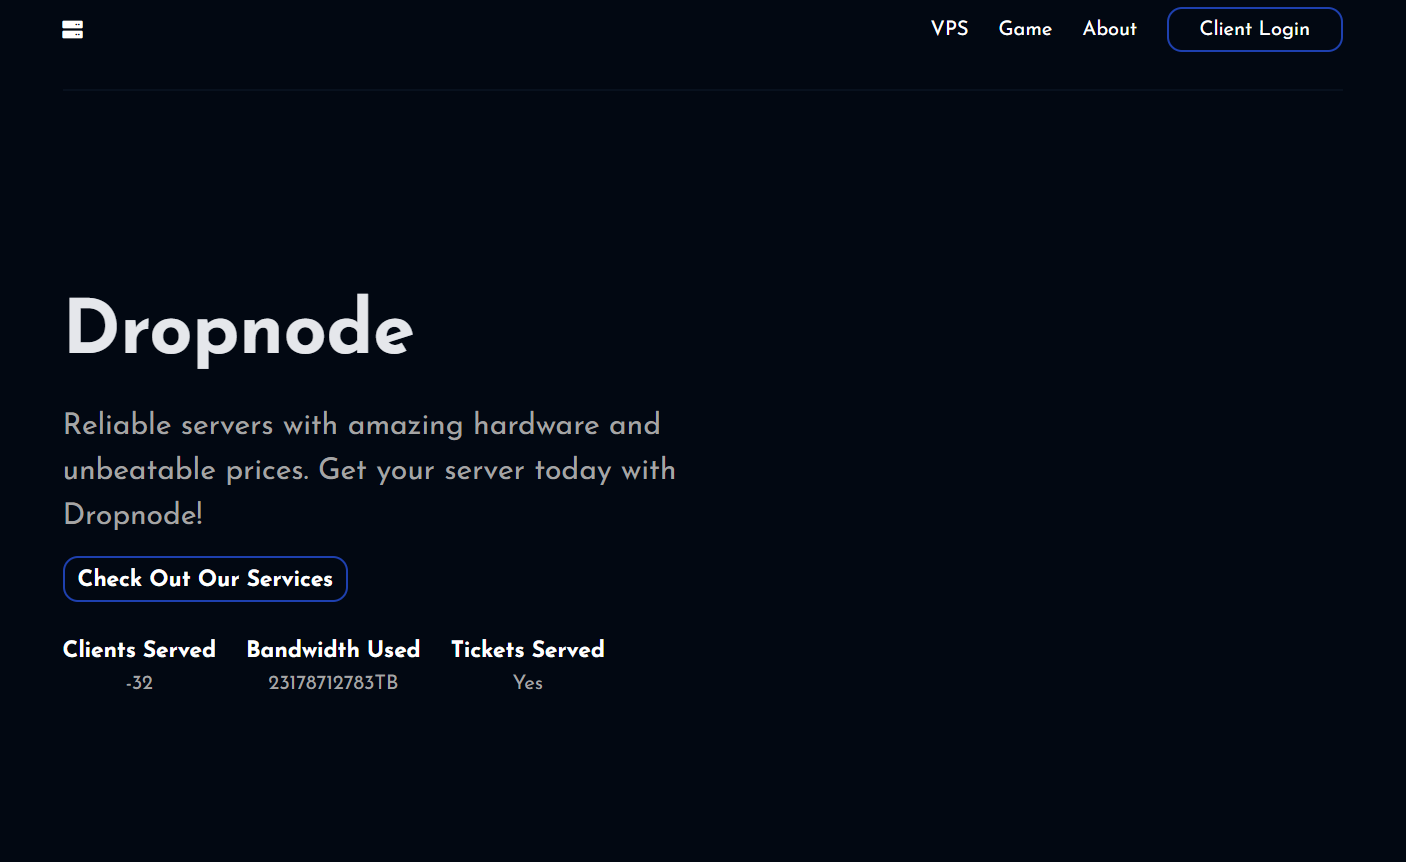 VPS Game About Client Login
Dropnode
Reliable servers with amazing hardware and
unbeatable prices. Get your server today with
Dropnode!
Check Out Our Services
Clients Served Bandwidth Used Tickets Served
-32 23178712783TB Yes